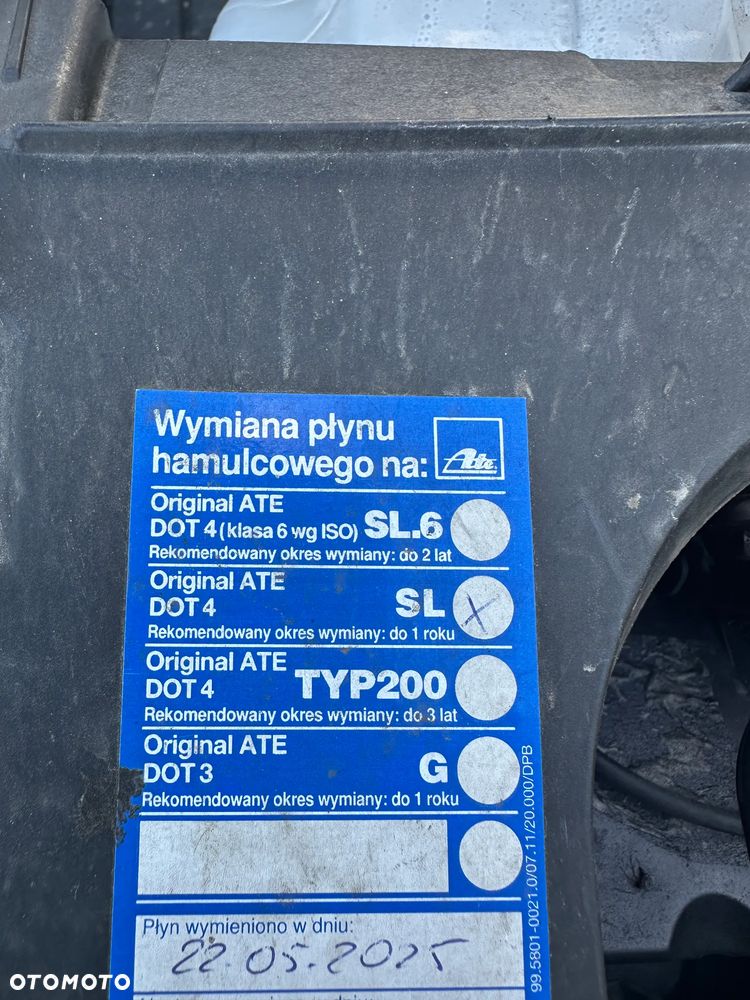 Wymiana płynu
hamulcowego na: Ate
Original ATE
DOT 4 (klasa 6 wg ISO) SL.6
Rekomendowany okres wymiany: do 2 lat
Original ATE
DOT 4 SL X
Rekomendowany okres wymiany: do 1 roku
Original ATE
DOT 4 TYP200
Rekomendowany okres wymiany: do 3 lat
Original ATE
DOT 3 G
Rekomendowany okres wymiany: do 1 roku
Płyn wymieniono w dniu:
22.05.2025
99.5801-0021.0/07.11/20.000/DPB
OTOMOTO